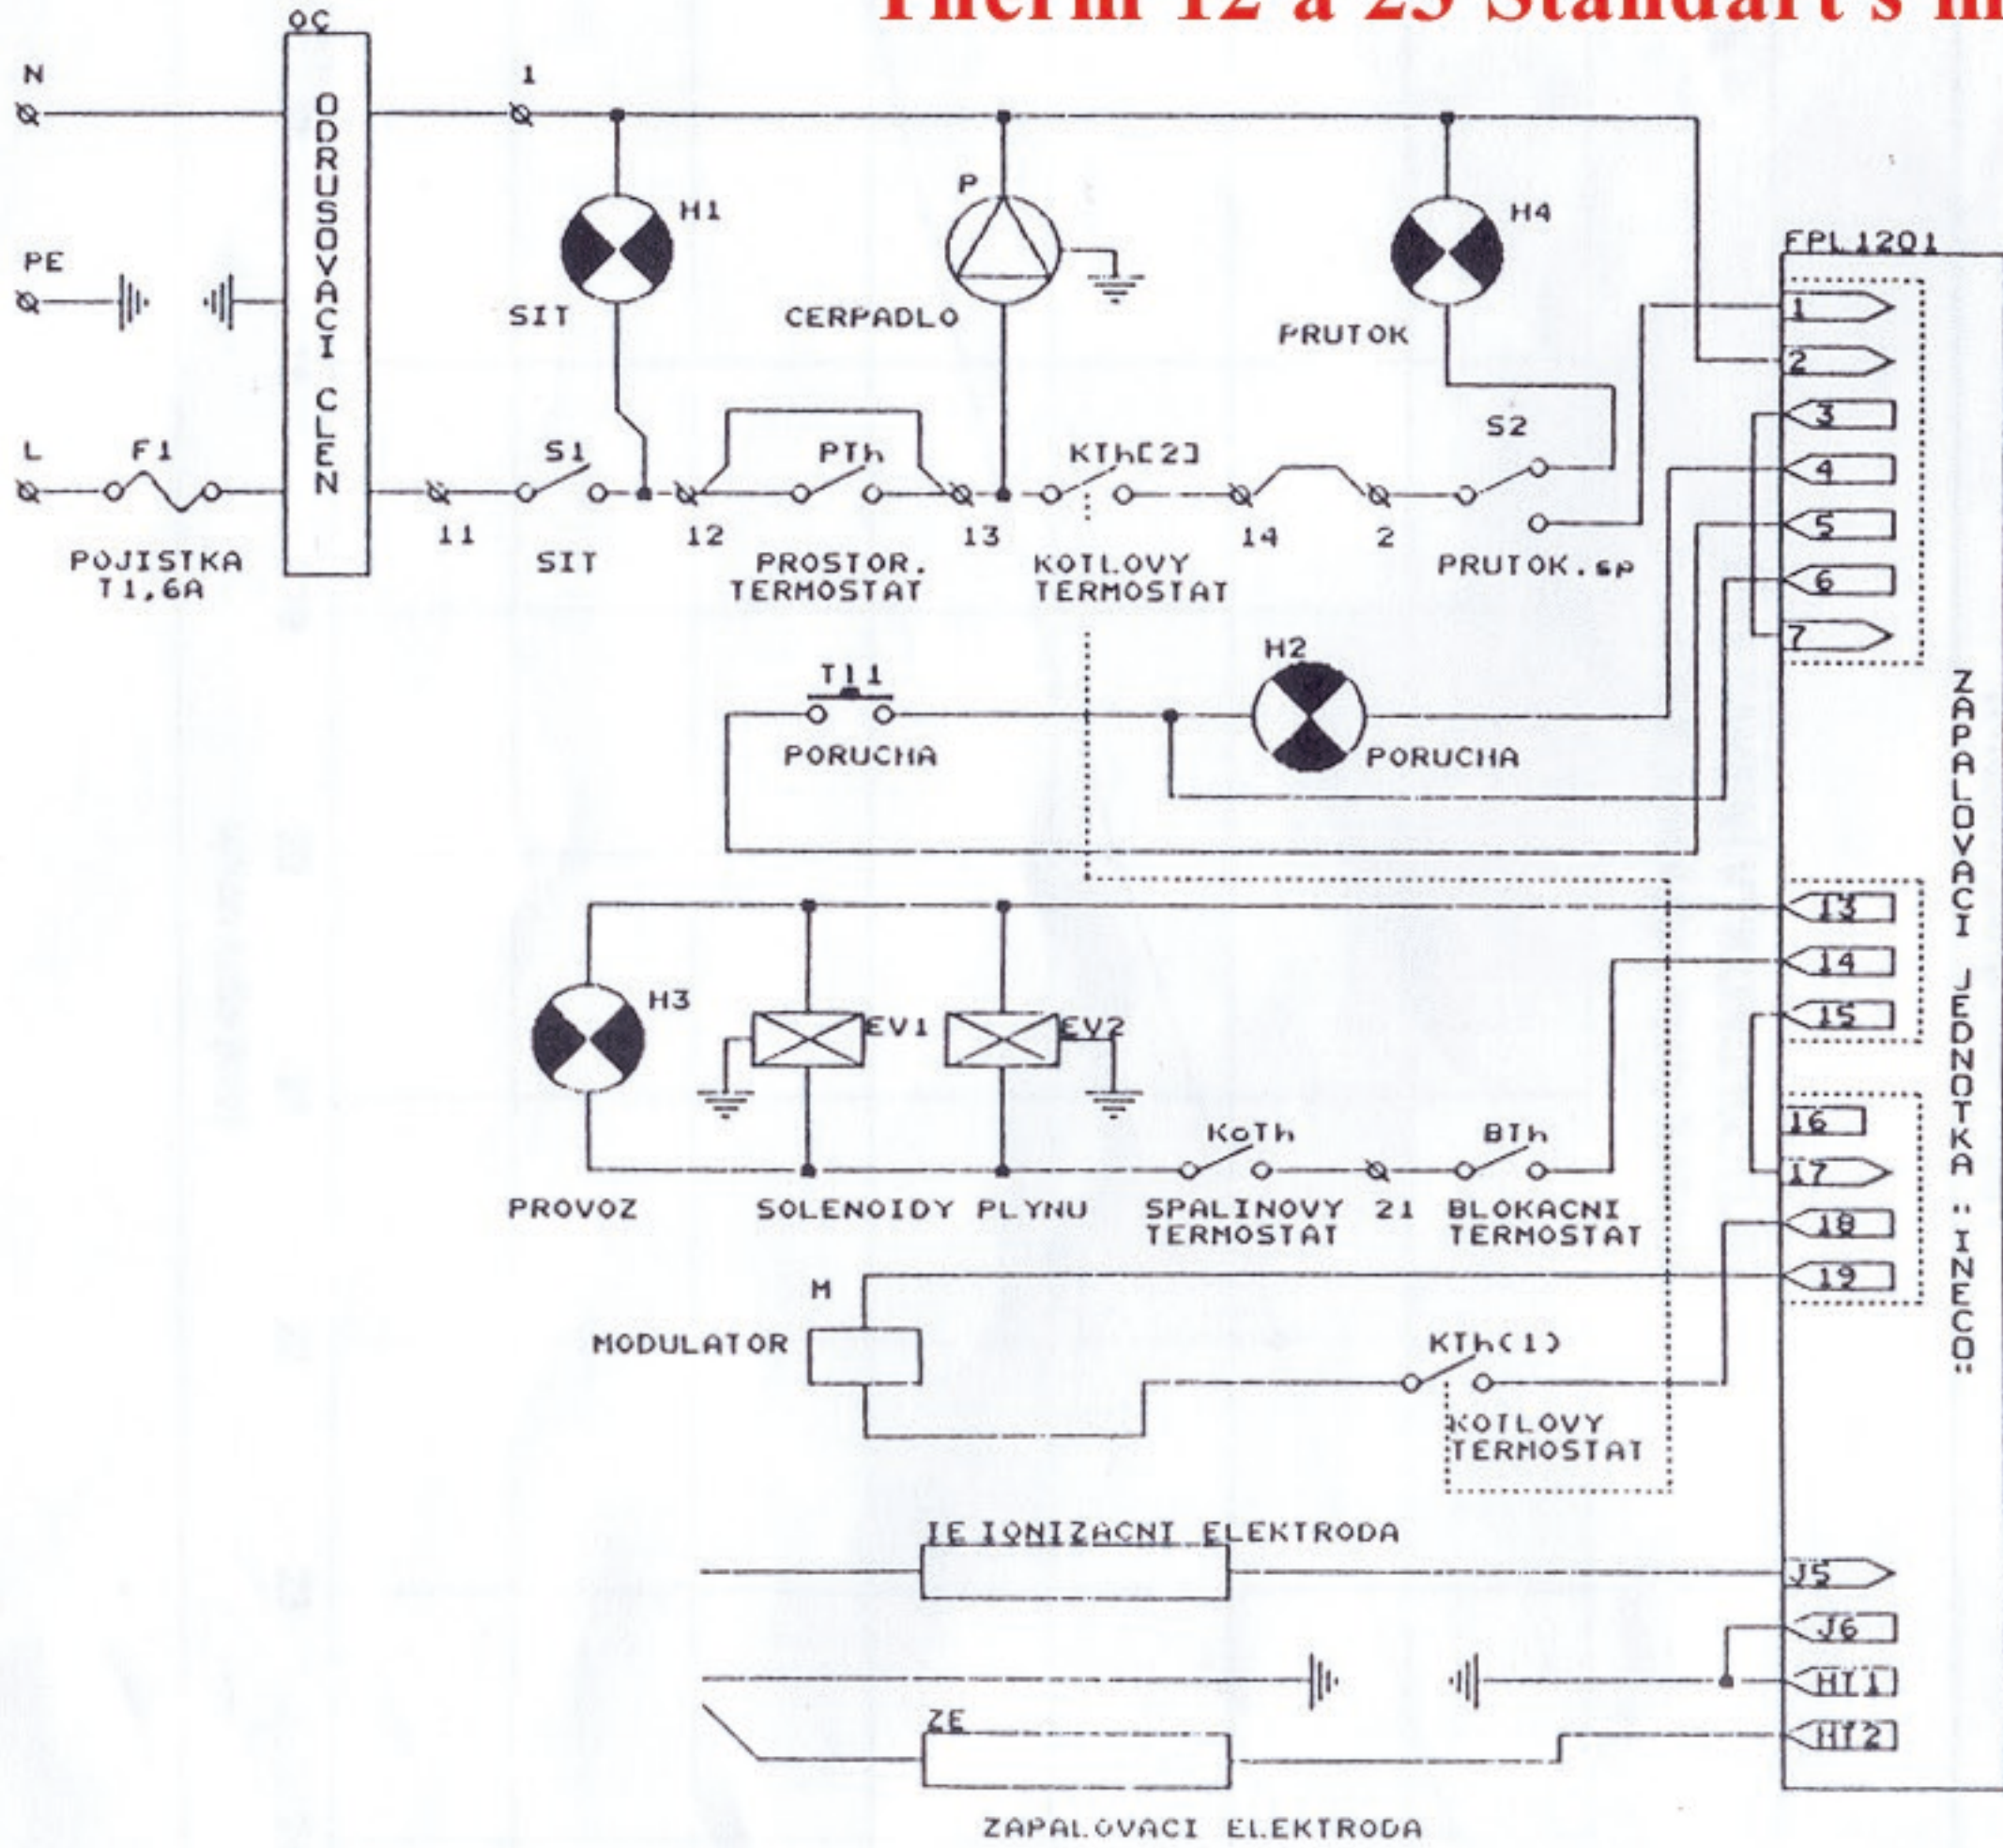 Therm 12 a 23 Standart s
OC
N
1
ODRUSOVACI CLEN
P
H1
H4
PE
FPL1201
SIT
CERPADLO
PRUTOK
1
2
3
4
5
6
7
L
F1
S1
PTh
KTh[2]
S2
11
12
13
14
2
POJISTKA
T1,6A
SIT
PROSTOR.
TERMOSTAT
KOTLOVY
TERMOSTAT
PRUTOK.sp
H2
Tl1
PORUCHA
PORUCHA
ZAPALOVACI JEDNOTKA "INECO"
13
14
15
H3
EV1
EV2
16
17
18
19
KoTh
BTh
PROVOZ
SOLENOIDY PLYNU
SPALINOVY
TERMOSTAT
21
BLOKACNI
TERMOSTAT
M
MODULATOR
KTh(1)
KOTLOVY
TERMOSTAT
IE IONIZACNI ELEKTRODA
J5
J6
HT1
HT2
ZE
ZAPALOVACI ELEKTRODA